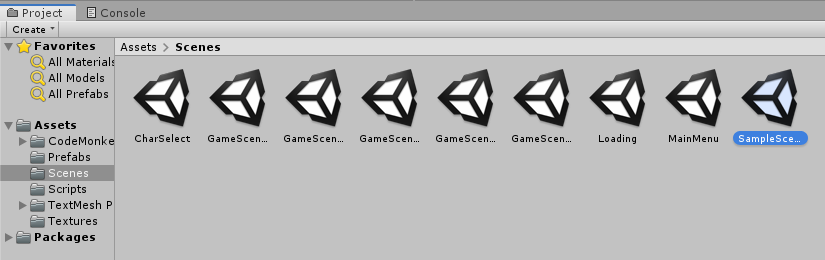 Project Console
Create
Favorites
All Materials
All Models
All Prefabs
Assets
CodeMonke
Prefabs
Scenes
Scripts
TextMesh P
Textures
Packages
Assets > Scenes
CharSelect GameScen... GameScen... GameScen... GameScen... GameScen... Loading MainMenu SampleSce...